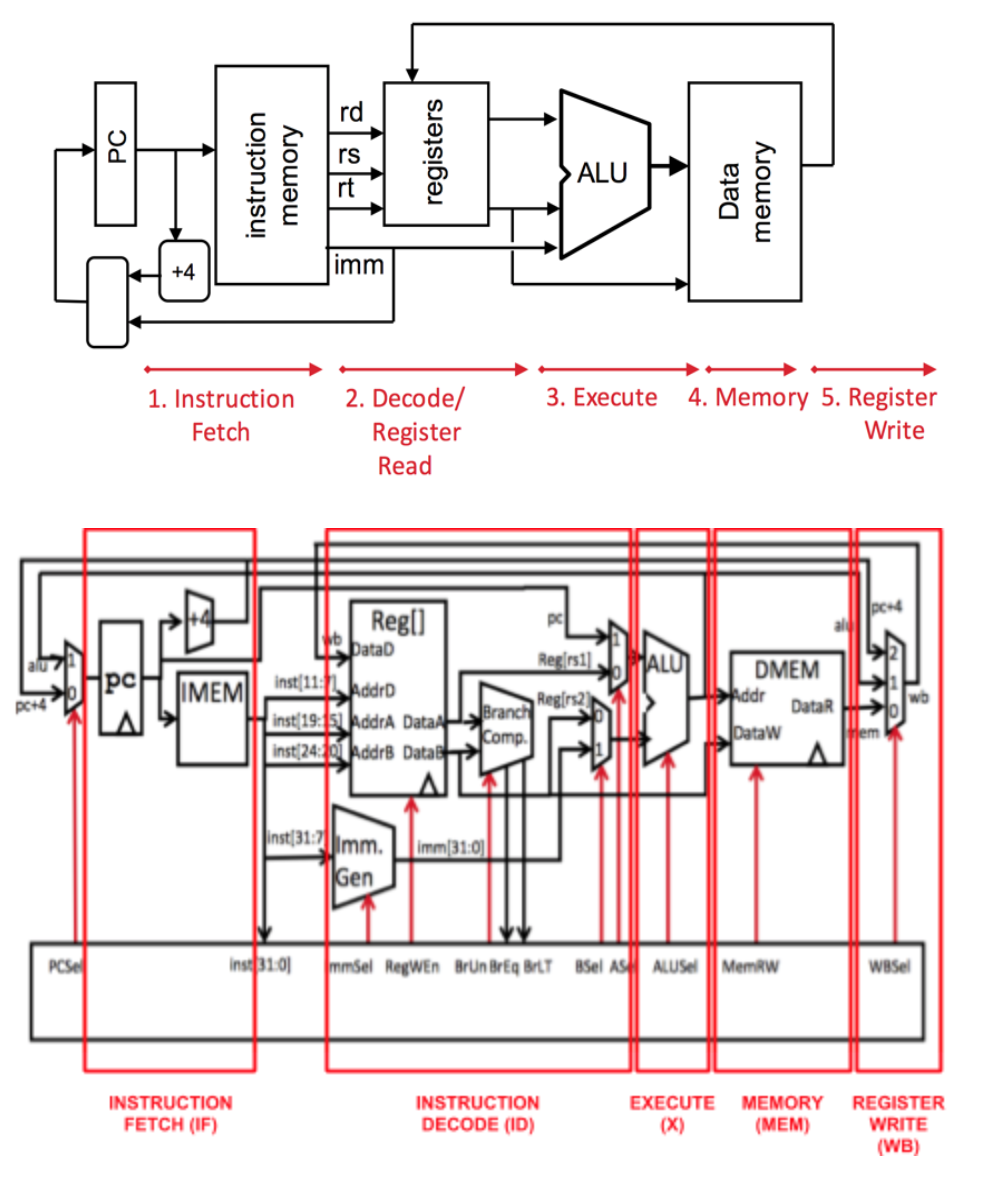 PC
instruction
memory
rd
rs
rt
imm
registers
ALU
Data
memory
+4
1. Instruction
Fetch
2. Decode/
Register
Read
3. Execute
4. Memory
5. Register
Write
alu
pc+4
1
0
pc
+4
IMEM
Reg[]
wb
DataD
inst[11:7]
AddrD
inst[19:15]
AddrA
DataA
inst[24:20]
AddrB
DataB
inst[31:7]
Imm.
Gen
imm[31:0]
Branch
Comp.
pc
Reg[rs1]
Reg[rs2]
1
0
0
1
ALU
DMEM
Addr
DataR
DataW
alu
pc+4
mem
2
1
0
wb
PCSel
inst[31:0]
ImmSel
RegWEn
BrUn
BrEq
BrLT
BSel
ASel
ALUSel
MemRW
WBSel
INSTRUCTION
FETCH (IF)
INSTRUCTION
DECODE (ID)
EXECUTE
(X)
MEMORY
(MEM)
REGISTER
WRITE
(WB)